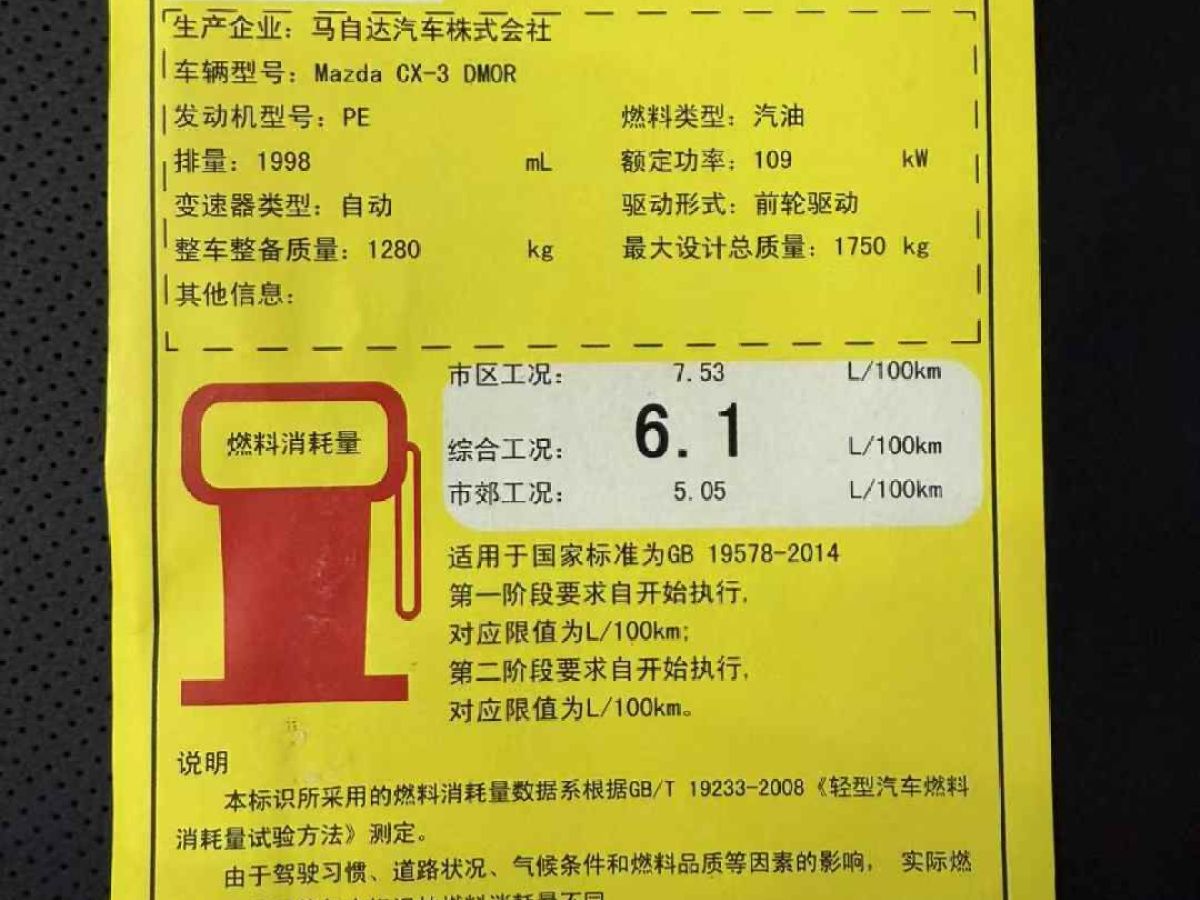 生产企业：马自达汽车株式会社
车辆型号：Mazda CX-3 DMOR
发动机型号：PE 燃料类型：汽油
排量：1998 mL 额定功率：109 kW
变速器类型：自动 驱动形式：前轮驱动
整车整备质量：1280 kg 最大设计总质量：1750 kg
其他信息：
燃料消耗量
市区工况： 7.53 L/100km
综合工况： 6.1 L/100km
市郊工况： 5.05 L/100km
适用于国家标准为GB 19578-2014
第一阶段要求自开始执行，
对应限值为L/100km；
第二阶段要求自开始执行，
对应限值为L/100km。
说明
本标识所采用的燃料消耗量数据系根据GB/T 19233-2008《轻型汽车燃料
消耗量试验方法》测定。
由于驾驶习惯、道路状况、气候条件和燃料品质等因素的影响， 实际燃
燃料消耗量不同